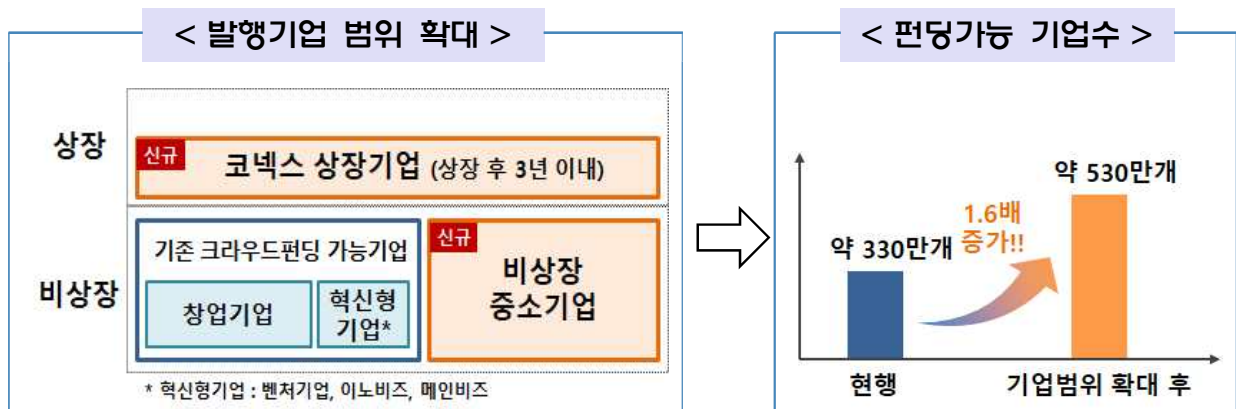 < 발행기업 범위 확대 >
상장
신규
코넥스 상장기업 (상장 후 3년 이내)
비상장
기존 크라우드펀딩 가능기업
창업기업
혁신형
기업*
신규
비상장
중소기업
* 혁신형기업 : 벤처기업, 이노비즈, 메인비즈
< 펀딩가능 기업수 >
약 530만개
1.6배
증가!!
약 330만개
현행
기업범위 확대 후